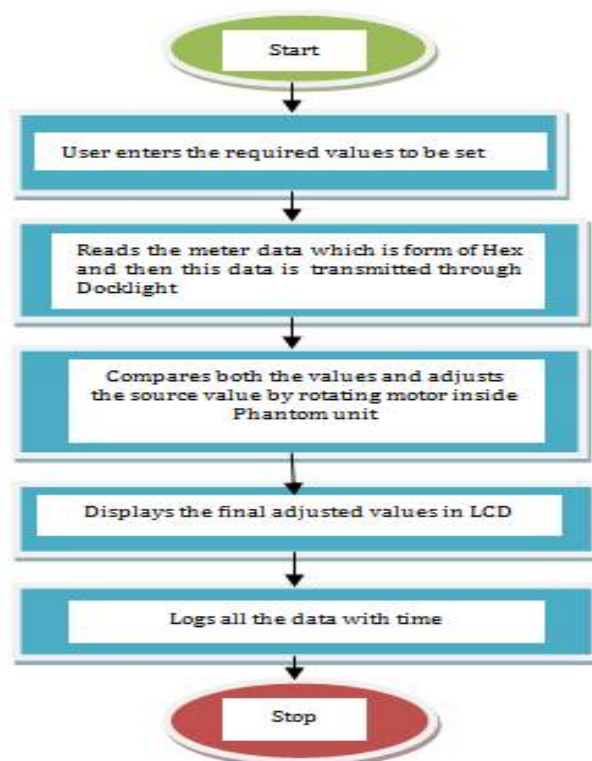 Start
User enters the required values to be set
Reads the meter data which is form of Hex
and then this data is transmitted through
Docklight
Compares both the values and adjusts
the source value by rotating motor inside
Phantom unit
Displays the final adjusted values in LCD
Logs all the data with time
Stop